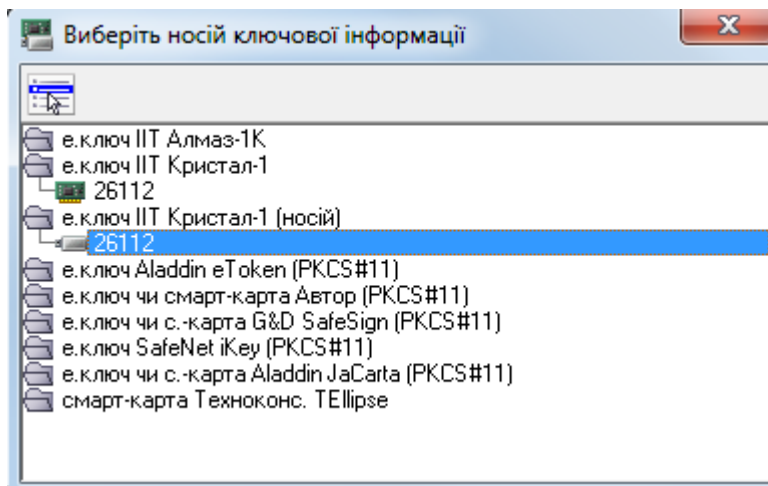 Виберіть носій ключової інформації
е.ключ ІІТ Алмаз-1К
е.ключ ІІТ Кристал-1
26112
е.ключ ІІТ Кристал-1 (носій)
26112
е.ключ Aladdin eToken (PKCS#11)
е.ключ чи смарт-карта Автор (PKCS#11)
е.ключ чи с.-карта G&D SafeSign (PKCS#11)
е.ключ SafeNet iKey (PKCS#11)
е.ключ чи с.-карта Aladdin JaCarta (PKCS#11)
смарт-карта Техноконс. TEllipse